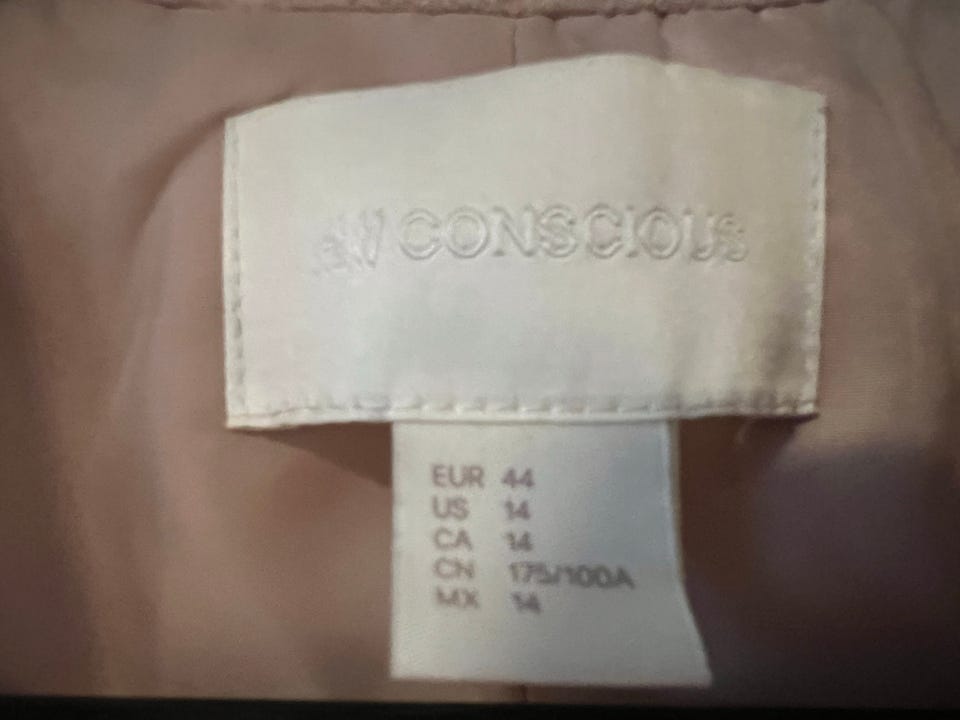 CONSCIOUS
EUR 44
US 14
CA 14
CN 175/100A
MX 14